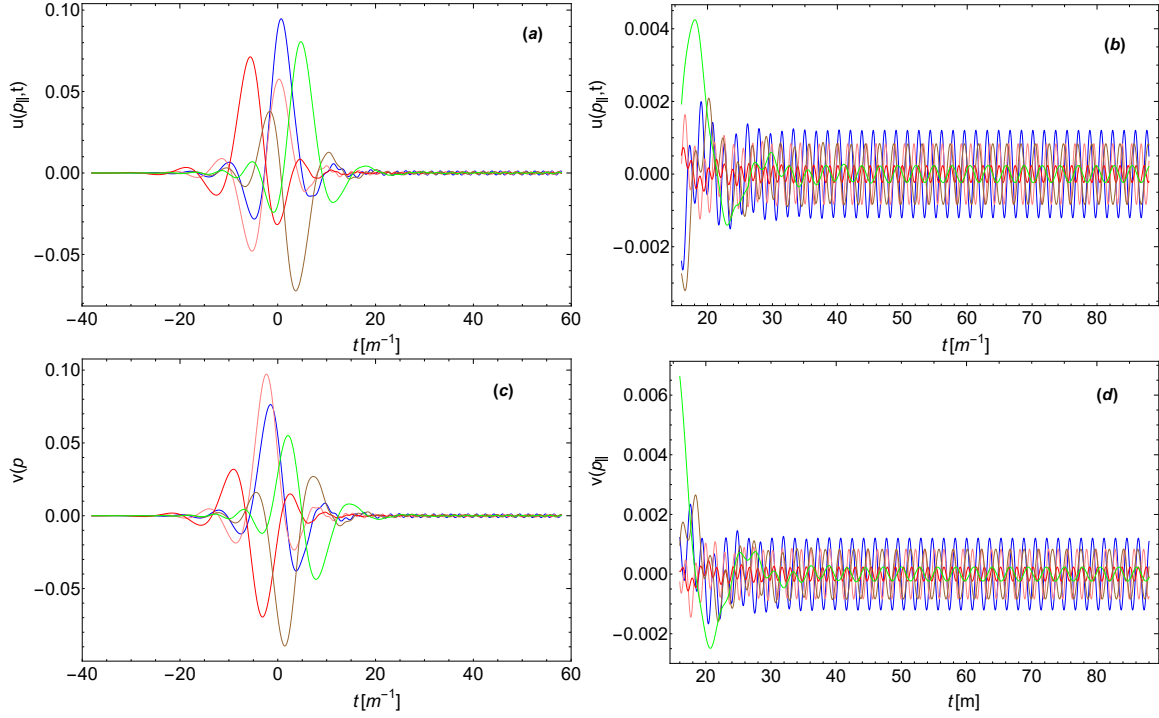 0.10
0.05
0.00
−0.05
u(p∥,t)
(a)
−40 −20 0 20 40 60
t [m⁻¹]
0.004
0.002
0.000
−0.002
u(p∥,t)
(b)
20 30 40 50 60 70 80
t [m⁻¹]
0.10
0.05
0.00
−0.05
v(p
(c)
−40 −20 0 20 40 60
t [m⁻¹]
0.006
0.004
0.002
0.000
−0.002
v(p∥
(d)
20 30 40 50 60 70 80
t [m]